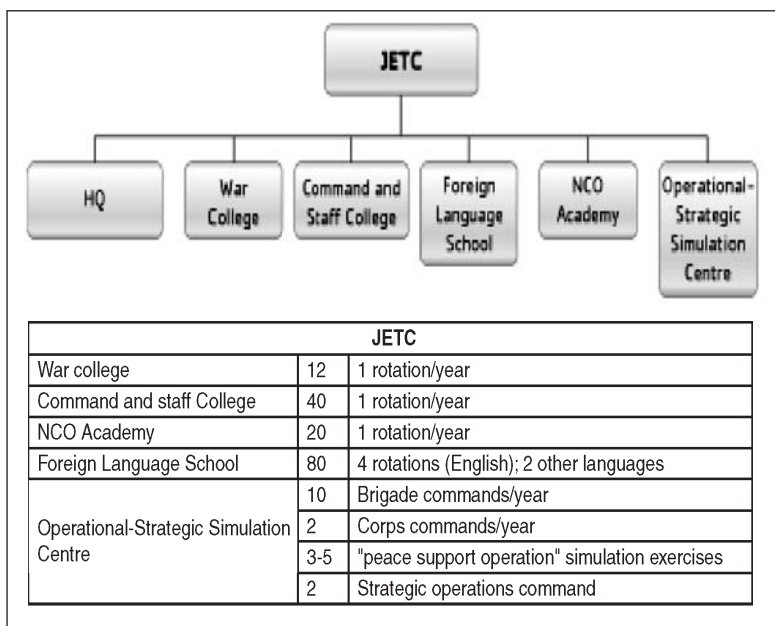 JETC
HQ
War
College
Command and
Staff College
Foreign
Language
School
NCO
Academy
Operational-
Strategic
Simulation
Centre
JETC
War college 12 1 rotation/year
Command and staff College 40 1 rotation/year
NCO Academy 20 1 rotation/year
Foreign Language School 80 4 rotations (English); 2 other languages
Operational-Strategic Simulation
Centre
10 Brigade commands/year
2 Corps commands/year
3-5 "peace support operation" simulation exercises
2 Strategic operations command